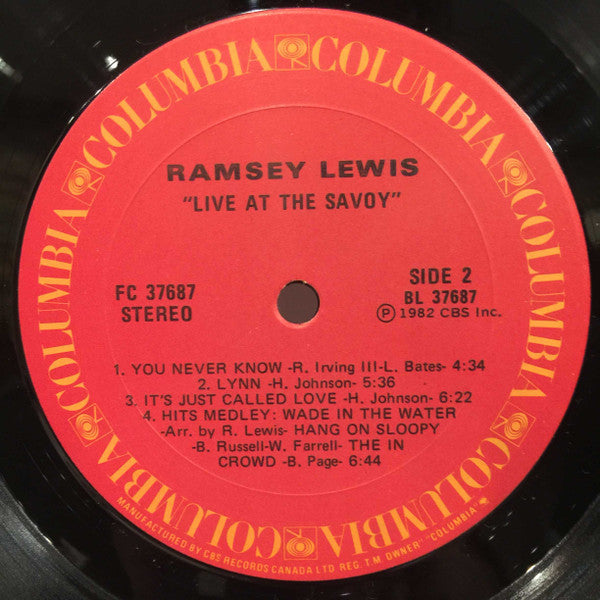 COLUMBIA COLUMBIA COLUMBIA COLUMBIA COLUMBIA COLUMBIA COLUMBIA COLUMBIA
RAMSEY LEWIS
"LIVE AT THE SAVOY"
FC 37687
STEREO
SIDE 2
BL 37687
Ⓟ 1982 CBS Inc.
1. YOU NEVER KNOW -R. Irving III-L. Bates- 4:34
2. LYNN -H. Johnson- 5:36
3. IT'S JUST CALLED LOVE -H. Johnson- 6:22
4. HITS MEDLEY: WADE IN THE WATER
-Arr. by R. Lewis- HANG ON SLOOPY
-B. Russell-W. Farrell- THE IN
CROWD -B. Page- 6:44
MANUFACTURED BY CBS RECORDS CANADA LTD REG. T.M. OWNER "COLUMBIA"